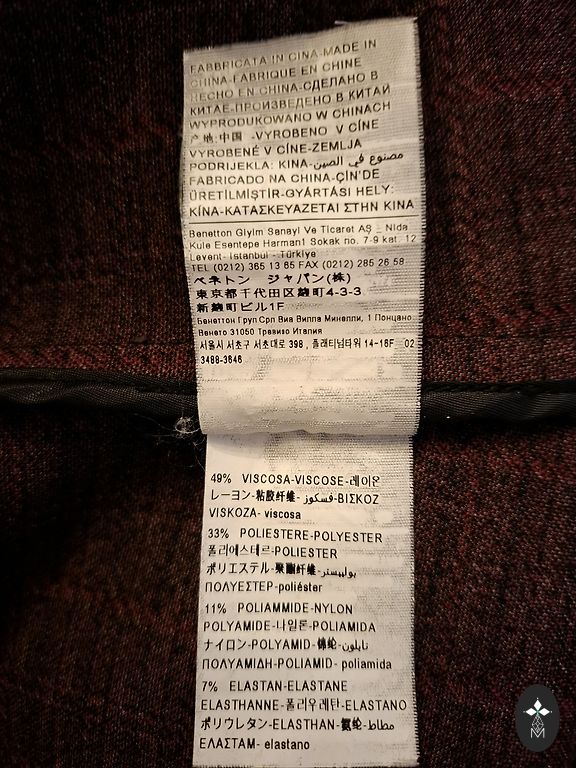 FABBRICATA IN CINA-MADE IN
CHINA-FABRIQUE EN CHINE
HECHO EN CHINA-СДЕЛАНО В
КИТАЕ-ПРОИЗВЕДЕНО В КИТАЙ
WYPRODUKOWANO W CHINACH
产地:中国 -VYROBENO V CÍNE
VYROBENÉ V CÍNE-ZEMLJA
PODRIJEKLA: KINA-مصنوع في الصين
FABRICADO NA CHINA-ÇİN'DE
ÜRETİLMİŞTİR-GYÁRTÁSI HELY:
KÍNA-ΚΑΤΑΣΚΕΥΑΖΕΤΑΙ ΣΤΗΝ ΚΙΝΑ
Benetton Giyim Sanayi Ve Ticaret AŞ – Nida
Kule Esentepe Harman1 Sokak no. 7-9 kat. 12
Levent- Istanbul - Türkiye
TEL (0212) 365 13 65 FAX (0212) 285 26 58
ベネトン ジャパン(株)
東京都千代田区麹町4-3-3
新麹町ビル1F
Бенеттон Груп Срл Виа Вилла Минелли, 1 Понцано
Венето 31050 Тревизо Италия
서울시 서초구 서초대로 398 , 플래티넘타워 14-16F 02
3488-3646
49% VISCOSA-VISCOSE-레이온
レーヨン-粘胶纤维-فسكوز-ΒΙΣΚΟΖ
VISKOZA- viscosa
33% POLIESTERE-POLYESTER
폴리에스테르-POLIESTER
ポリエステル-聚酯纤维-بوليستر
ΠΟΛΥΕΣΤΕΡ-poliéster
11% POLIAMMIDE-NYLON
POLYAMIDE-나일론-POLIAMIDA
ナイロン-POLYAMID-锦纶-نايلون
ΠΟΛΥΑΜΙΔΗ-POLIAMID- poliamida
7% ELASTAN-ELASTANE
ELASTHANNE-폴리우레탄-ELASTANO
ポリウレタン-ELASTHAN-氨纶-مطاط
ΕΛΑΣΤΑΜ- elastano